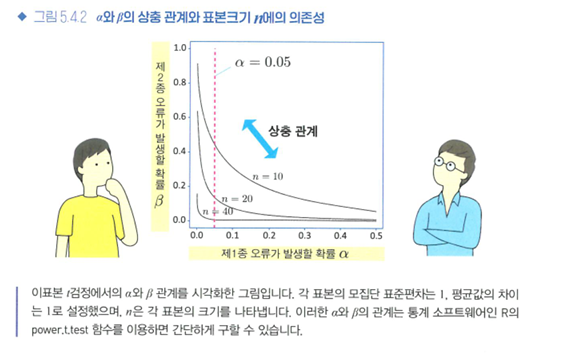 ◆ 그림 5.4.2 α와 β의 상충 관계와 표본크기 n에의 의존성
제2종 오류가 발생할 확률 β
1.0
0.8
0.6
0.4
0.2
0.0
α = 0.05
상충 관계
n = 10
n = 20
n = 40
0.0 0.1 0.2 0.3 0.4 0.5
제1종 오류가 발생할 확률 α
이표본 t검정에서의 α와 β 관계를 시각화한 그림입니다. 각 표본의 모집단 표준편차는 1, 평균값의 차이
는 1로 설정했으며, n은 각 표본의 크기를 나타냅니다. 이러한 α와 β의 관계는 통계 소프트웨어인 R의
power.t.test 함수를 이용하면 간단하게 구할 수 있습니다.